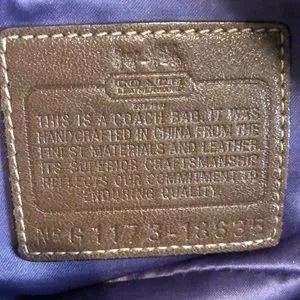 THIS IS A COACH BAG. IT WAS
HANDCRAFTED IN CHINA FROM THE
FINEST MATERIALS AND LEATHER.
ITS SUPERIOR CRAFTSMANSHIP
REFLECTS OUR COMMITMENT TO
ENDURING QUALITY.
Nº G1173-18635